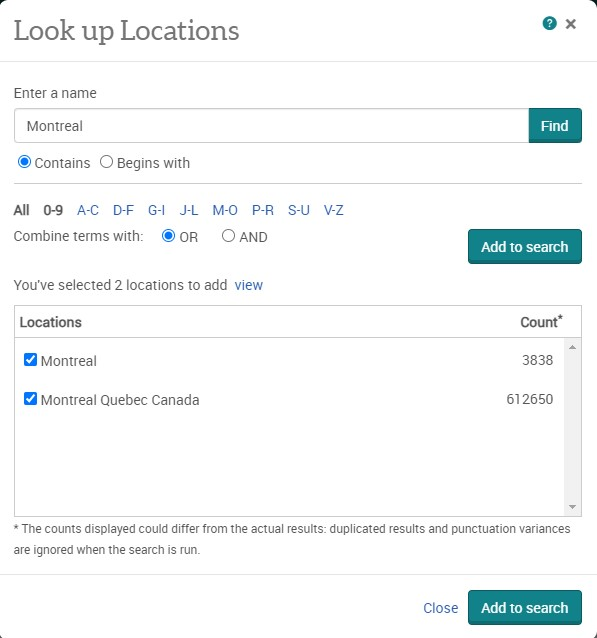 Look up Locations ? ×
Enter a name
Montreal Find
Contains Begins with
All 0-9 A-C D-F G-I J-L M-O P-R S-U V-Z
Combine terms with: OR AND
Add to search
You've selected 2 locations to add view
Locations Count*
Montreal 3838
Montreal Quebec Canada 612650
* The counts displayed could differ from the actual results: duplicated results and punctuation variances
are ignored when the search is run.
Close Add to search